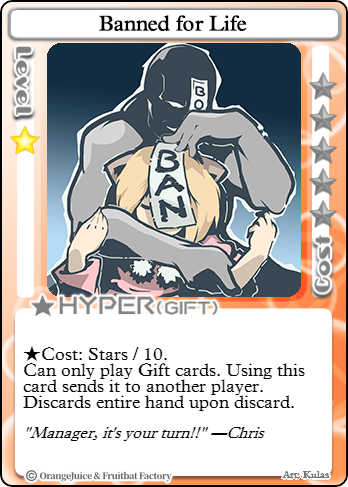 Banned for Life
Level
BO
BAN
Cost
★HYPER(GIFT)
★Cost: Stars / 10.
Can only play Gift cards. Using this
card sends it to another player.
Discards entire hand upon discard.
"Manager, it's your turn!!" —Chris
© OrangeJuice & Fruitbat Factory
Art: Kulas